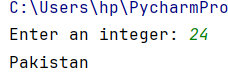 C:\Users\hp\PycharmPro
Enter an integer: 24
Pakistan